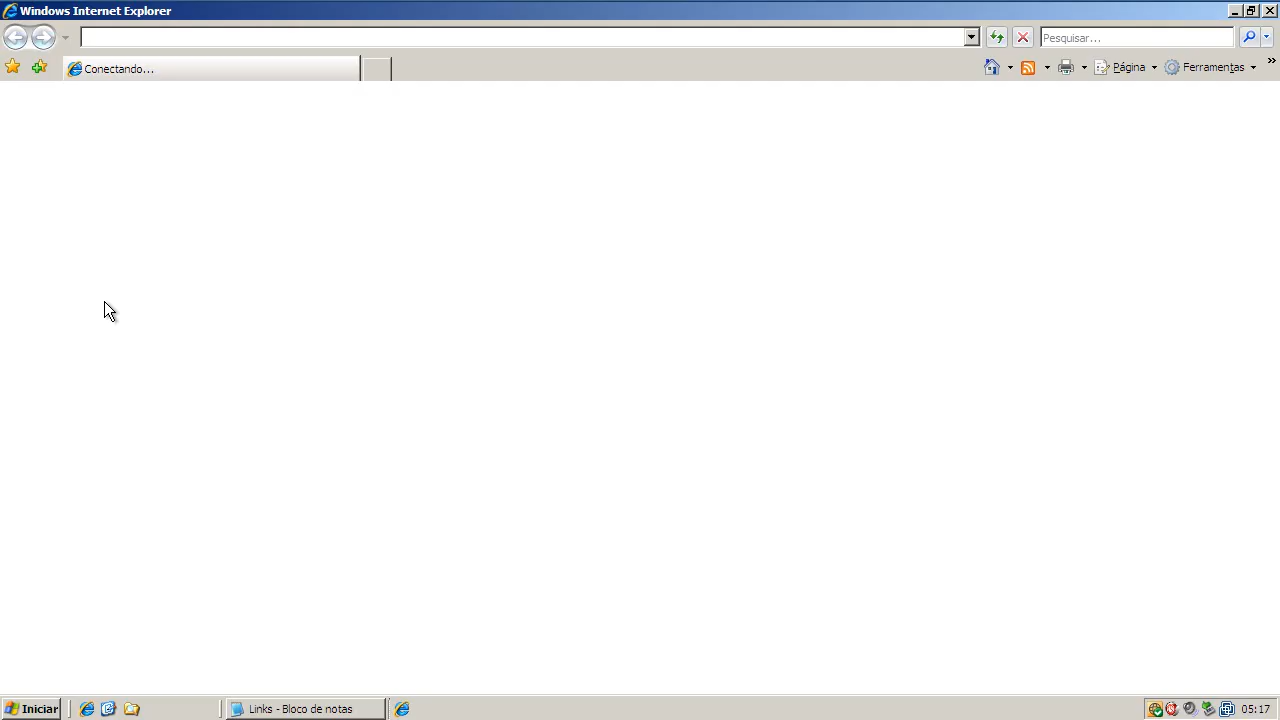 Windows Internet Explorer
Pesquisar...
Conectando...
Página
Ferramentas
»
Iniciar
Links - Bloco de notas
05:17